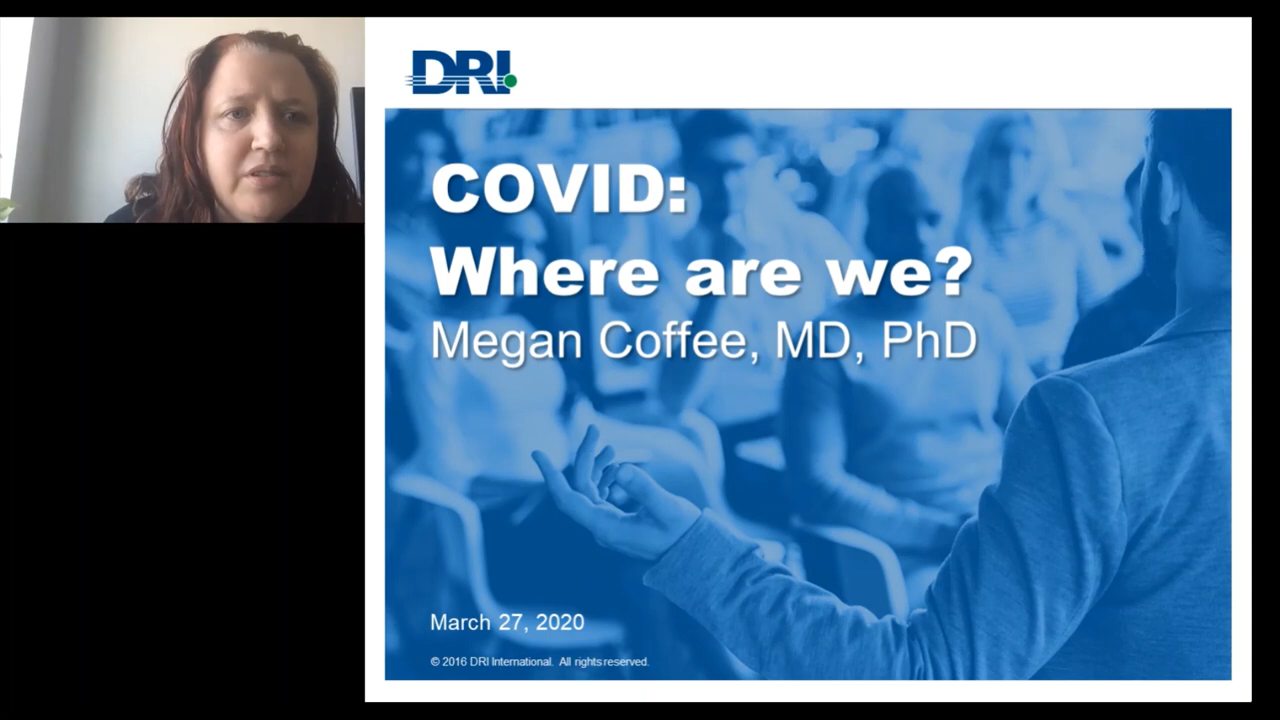 DRI
COVID:
Where are we?
Megan Coffee, MD, PhD
March 27, 2020
© 2016 DRI International. All rights reserved.